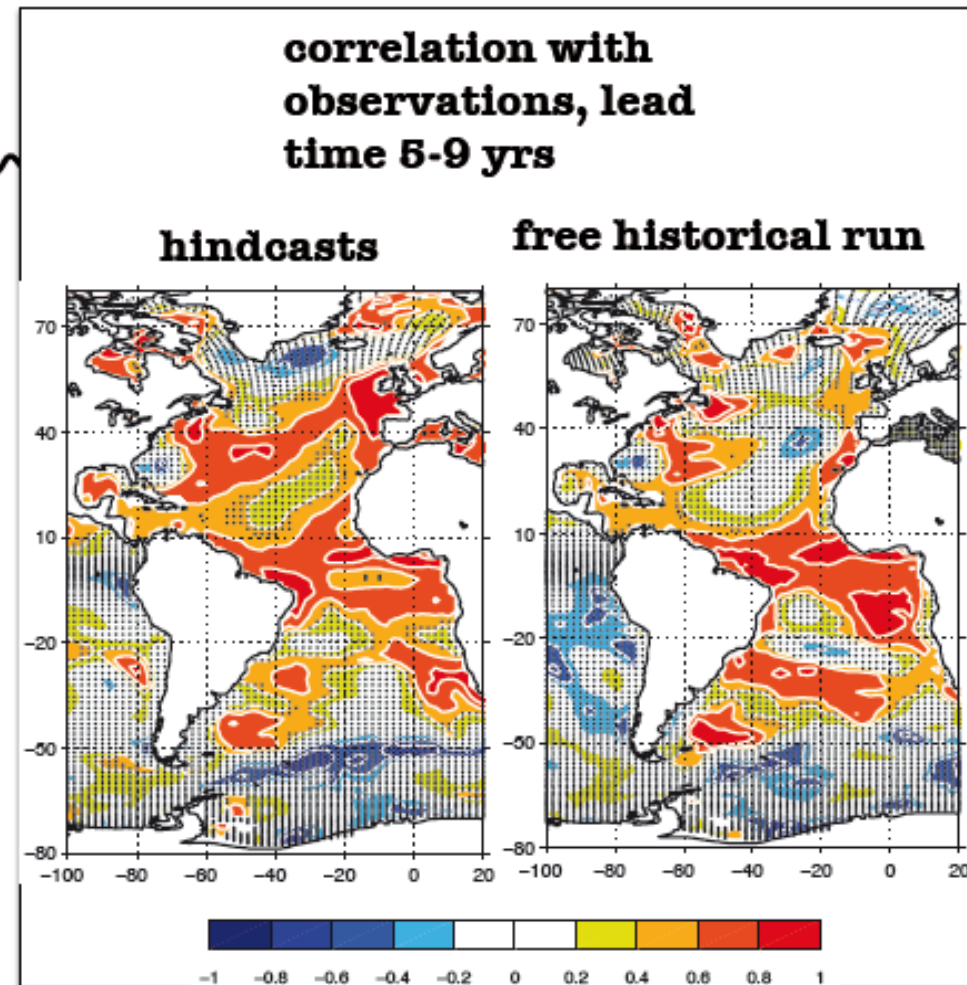 correlation with
observations, lead
time 5-9 yrs
hindcasts
free historical run
70
40
10
-20
-50
-80
-100 -80 -60 -40 -20 0 20
70
40
10
-20
-50
-80
-100 -80 -60 -40 -20 0 20
-1 -0.8 -0.6 -0.4 -0.2 0 0.2 0.4 0.6 0.8 1